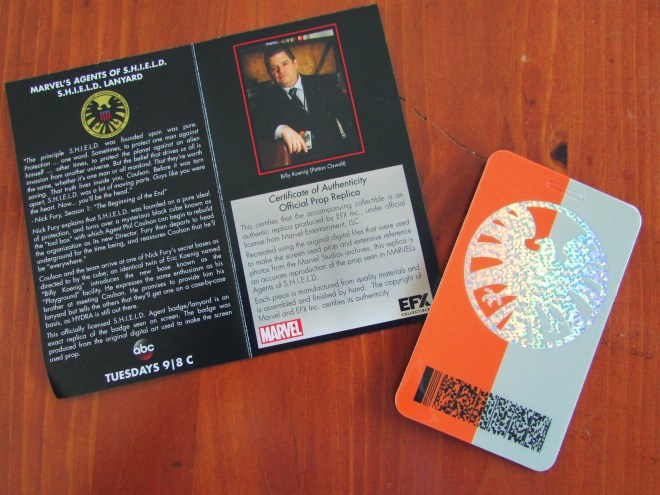 MARVEL'S AGENTS OF S.H.I.E.L.D.
S.H.I.E.L.D. LANYARD
"The principle S.H.I.E.L.D. was founded upon was pure.
Protection ... one word. Sometimes, to protect one man against
himself ... other times, to protect the planet against an alien
invasion from another universe. But the belief that drives us all is
the same, whether it's one man or all mankind. That they're worth
saving. That truth lives inside you, Coulson. Before it was torn
apart, S.H.I.E.L.D. was a lot of moving parts. Guys like you were
the heart. Now... you'll be the head."
- Nick Fury, Season 1: "The Beginning of the End"
Nick Fury explains that S.H.I.E.L.D. was founded on a pure ideal
of protection, and turns over a mysterious black cube known as
the "tool box" with which Agent Phil Coulson can begin to rebuild
the organization as its new Director. Fury then departs to head
underground for the time being, and reassures Coulson that he'll
be "everywhere."
Coulson and the team arrive at one of Nick Fury's secret bases as
directed to by the cube; an identical twin of Eric Koenig named
"Billy Koenig" introduces the new base known as the
"Playground" facility. He expresses the same enthusiasm as his
brother at meeting Coulson. He promises to provide him his
lanyard but tells the others that they'll get one on a case-by-case
basis, as HYDRA is still out there.
This officially licensed S.H.I.E.L.D. Agent badge/lanyard is an
exact replica of the badge seen on screen. The badge was
produced from the original digital art used to make the screen
used prop.
abc
TUESDAYS 9|8 C
Billy Koenig (Patton Oswalt)
Certificate of Authenticity
Official Prop Replica
This certifies that the accompanying collectible is an
authentic replica produced by EFX Inc., under official
license from Marvel Entertainment, LLC.
Recreated using the original digital files that were used
to make the screen used prop and extensive reference
photos from the Marvel Studios archives, this replica is
an accurate reproduction of the prop seen in MARVEL's
Agents of S.H.I.E.L.D.
Each piece is manufactured from quality materials and
is assembled and finished by hand. The copyright of
Marvel and EFX Inc. certifies its authenticity.
MARVEL
EFX
COLLECTIBLES